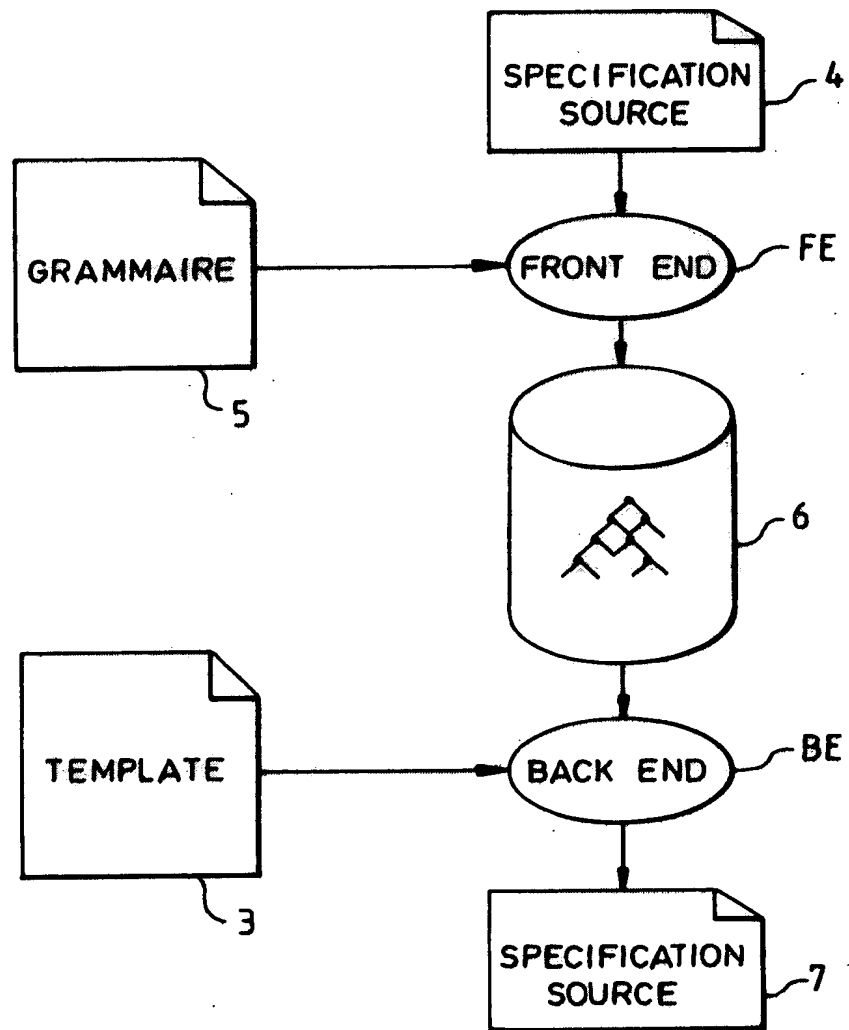 SPECIFICATION
SOURCE
4
GRAMMAIRE
5
FRONT END
FE
6
TEMPLATE
3
BACK END
BE
SPECIFICATION
SOURCE
7